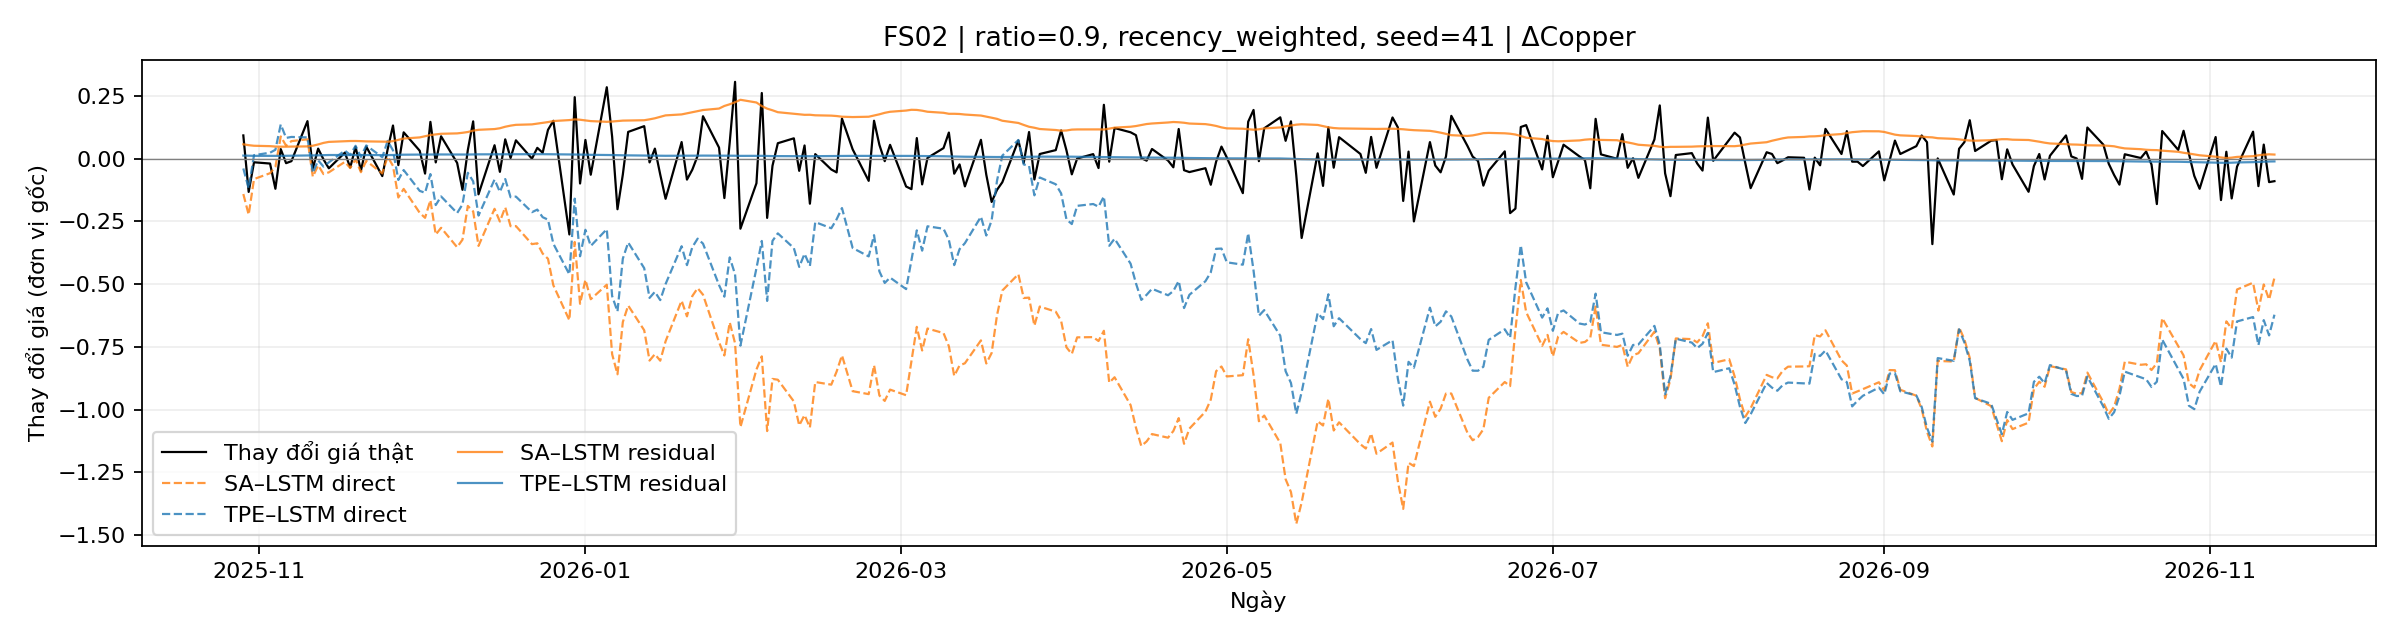 FS02 | ratio=0.9, recency_weighted, seed=41 | ΔCopper
Thay đổi giá (đơn vị gốc)
0.25
0.00
−0.25
−0.50
−0.75
−1.00
−1.25
−1.50
Thay đổi giá thật
SA–LSTM direct
TPE–LSTM direct
SA–LSTM residual
TPE–LSTM residual
2025-11 2026-01 2026-03 2026-05 2026-07 2026-09 2026-11
Ngày